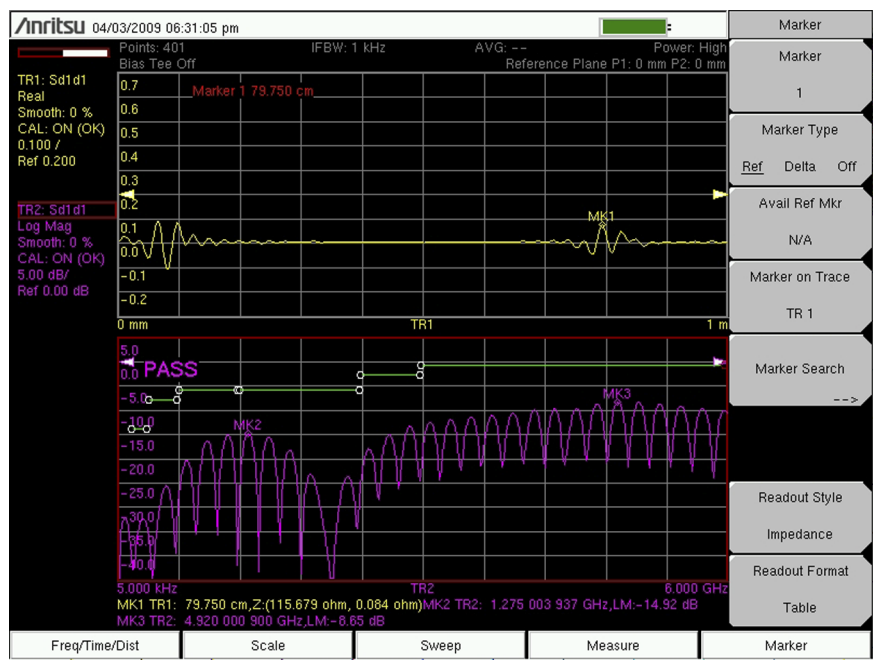 Anritsu 04/03/2009 06:31:05 pm
Marker
Points: 401 IFBW: 1 kHz AVG: -- Power: High
Bias Tee Off Reference Plane P1: 0 mm P2: 0 mm
TR1: Sd1d1
Real
Smooth: 0 %
CAL: ON (OK)
0.100 /
Ref 0.200
TR2: Sd1d1
Log Mag
Smooth: 0 %
CAL: ON (OK)
5.00 dB/
Ref 0.00 dB
Marker 1 79.750 cm
0.7
0.6
0.5
0.4
0.3
0.2
0.1
0.0
-0.1
-0.2
MK1
0 mm TR1 1 m
5.0
0.0
PASS
-5.0
-10.0
-15.0
-20.0
-25.0
-30.0
-35.0
-40.0
MK2
MK3
5.000 kHz TR2 6.000 GHz
MK1 TR1: 79.750 cm,Z:(115.679 ohm, 0.084 ohm)MK2 TR2: 1.275 003 937 GHz,LM:-14.92 dB
MK3 TR2: 4.920 000 900 GHz,LM:-8.65 dB
Marker
1
Marker Type
Ref Delta Off
Avail Ref Mkr
N/A
Marker on Trace
TR 1
Marker Search
-->
Readout Style
Impedance
Readout Format
Table
Freq/Time/Dist Scale Sweep Measure Marker